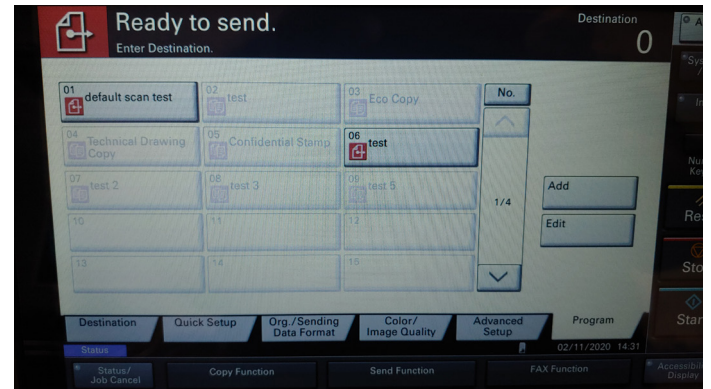 Ready to send.
Destination
Enter Destination.
0
01
default scan test
02
test
03
Eco Copy
No.
04
Technical Drawing
Copy
05
Confidential Stamp
06
test
07
test 2
08
test 3
09
test 5
1/4
Add
10
11
12
Edit
13
14
15
Destination
Quick Setup
Org./Sending
Data Format
Color/
Image Quality
Advanced
Setup
Program
Status
02/11/2020 14:31
Status/
Job Cancel
Copy Function
Send Function
FAX Function
Display